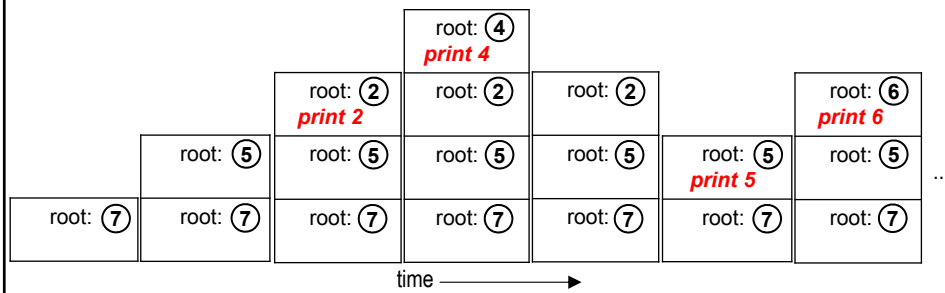 root: 4
print 4
root: 2 root: 2 root: 2 root: 6
print 2 print 6
root: 5 root: 5 root: 5 root: 5 root: 5 root: 5
print 5
..
root: 7 root: 7 root: 7 root: 7 root: 7 root: 7 root: 7
time